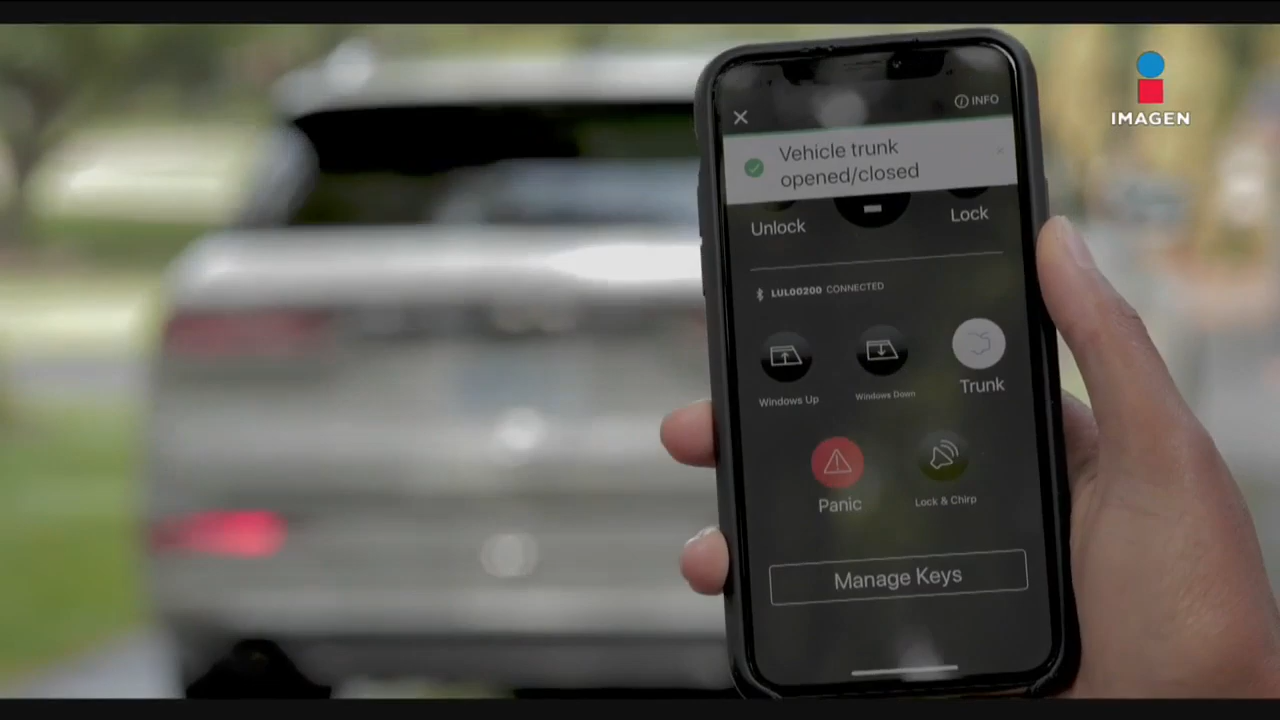 IMAGEN
INFO
Vehicle trunk
opened/closed
Unlock
Lock
LUL00200 CONNECTED
Windows Up
Windows Down
Trunk
Panic
Lock & Chirp
Manage Keys